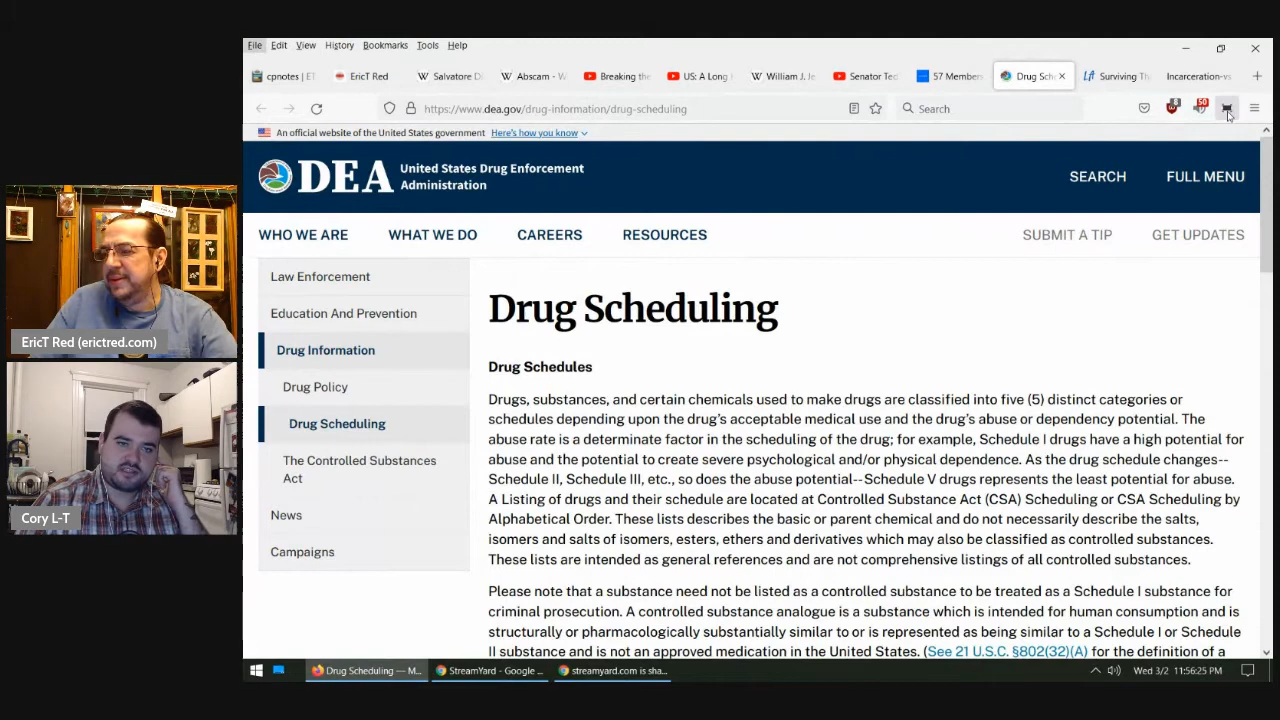 File Edit View History Bookmarks Tools Help
cpnotes | ET EricT Red Salvatore D Abscam - W Breaking the US: A Long William J. Je Senator Ted 57 Members Drug Sche Surviving Th Incarceration-vs
https://www.dea.gov/drug-information/drug-scheduling Search 50
An official website of the United States government Here's how you know
DEA United States Drug Enforcement
Administration
SEARCH FULL MENU
WHO WE ARE WHAT WE DO CAREERS RESOURCES SUBMIT A TIP GET UPDATES
Law Enforcement
Education And Prevention
Drug Information
Drug Policy
Drug Scheduling
The Controlled Substances
Act
News
Campaigns
Drug Scheduling
Drug Schedules
Drugs, substances, and certain chemicals used to make drugs are classified into five (5) distinct categories or
schedules depending upon the drug's acceptable medical use and the drug's abuse or dependency potential. The
abuse rate is a determinate factor in the scheduling of the drug; for example, Schedule I drugs have a high potential for
abuse and the potential to create severe psychological and/or physical dependence. As the drug schedule changes--
Schedule II, Schedule III, etc., so does the abuse potential-- Schedule V drugs represents the least potential for abuse.
A Listing of drugs and their schedule are located at Controlled Substance Act (CSA) Scheduling or CSA Scheduling by
Alphabetical Order. These lists describes the basic or parent chemical and do not necessarily describe the salts,
isomers and salts of isomers, esters, ethers and derivatives which may also be classified as controlled substances.
These lists are intended as general references and are not comprehensive listings of all controlled substances.
Please note that a substance need not be listed as a controlled substance to be treated as a Schedule I substance for
criminal prosecution. A controlled substance analogue is a substance which is intended for human consumption and is
structurally or pharmacologically substantially similar to or is represented as being similar to a Schedule I or Schedule
II substance and is not an approved medication in the United States. (See 21 U.S.C. §802(32)(A) for the definition of a
EricT Red (erictred.com)
Cory L-T
Drug Scheduling — M... StreamYard - Google ... streamyard.com is sha... Wed 3/2 11:56:25 PM